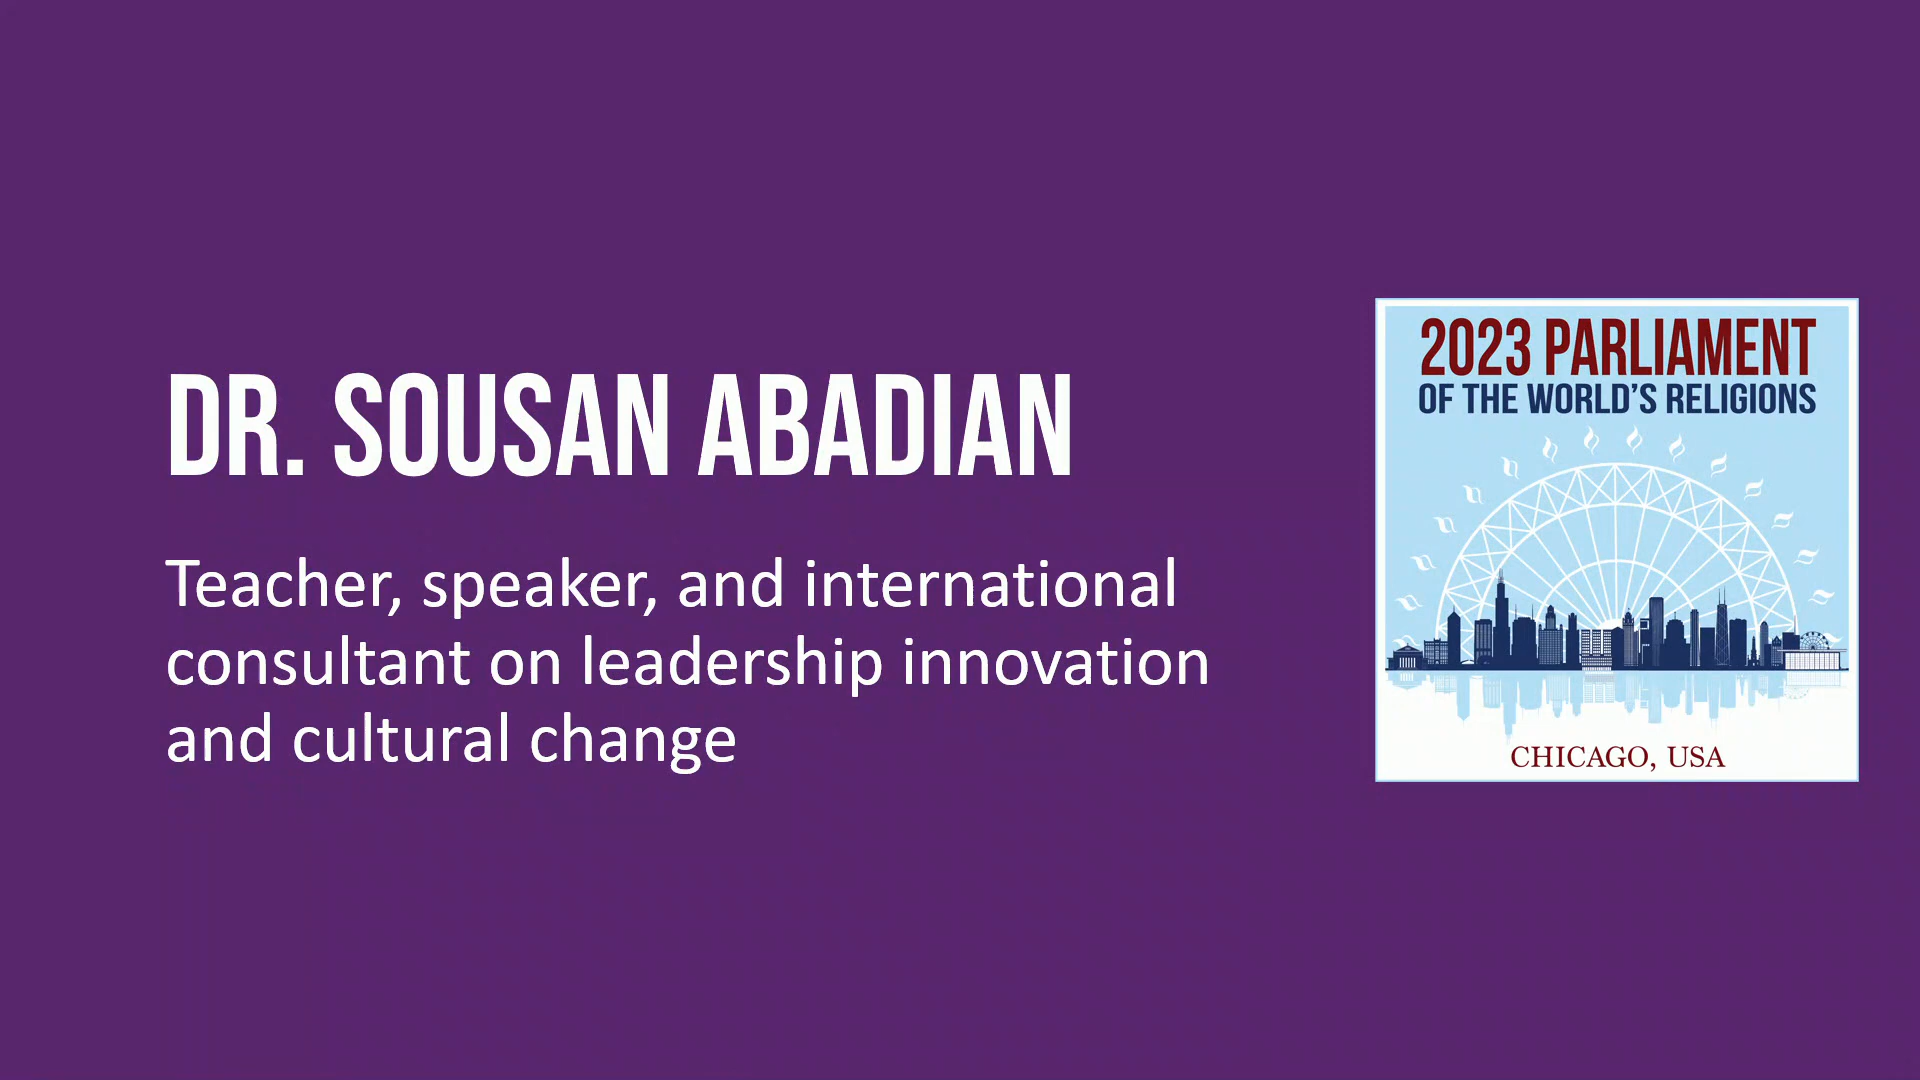 DR. SOUSAN ABADIAN
Teacher, speaker, and international
consultant on leadership innovation
and cultural change
2023 PARLIAMENT
OF THE WORLD'S RELIGIONS
CHICAGO, USA